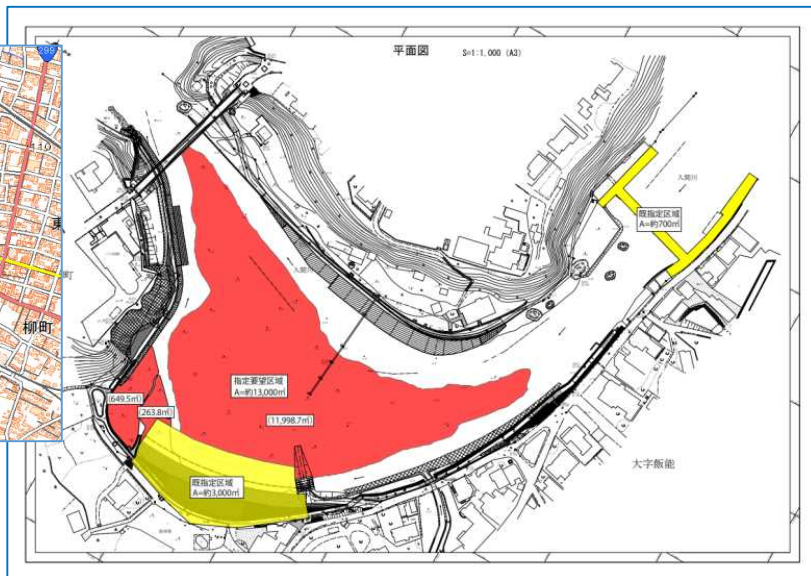 299
平面図 S=1:1,000 (A3)
入間川
既指定区域
A=約700㎡
入間川
柳町
指定要望区域
A=約13,000㎡
(649.5㎡)
(263.8㎡)
(11,998.7㎡)
大字飯能
既指定区域
A=約3,000㎡